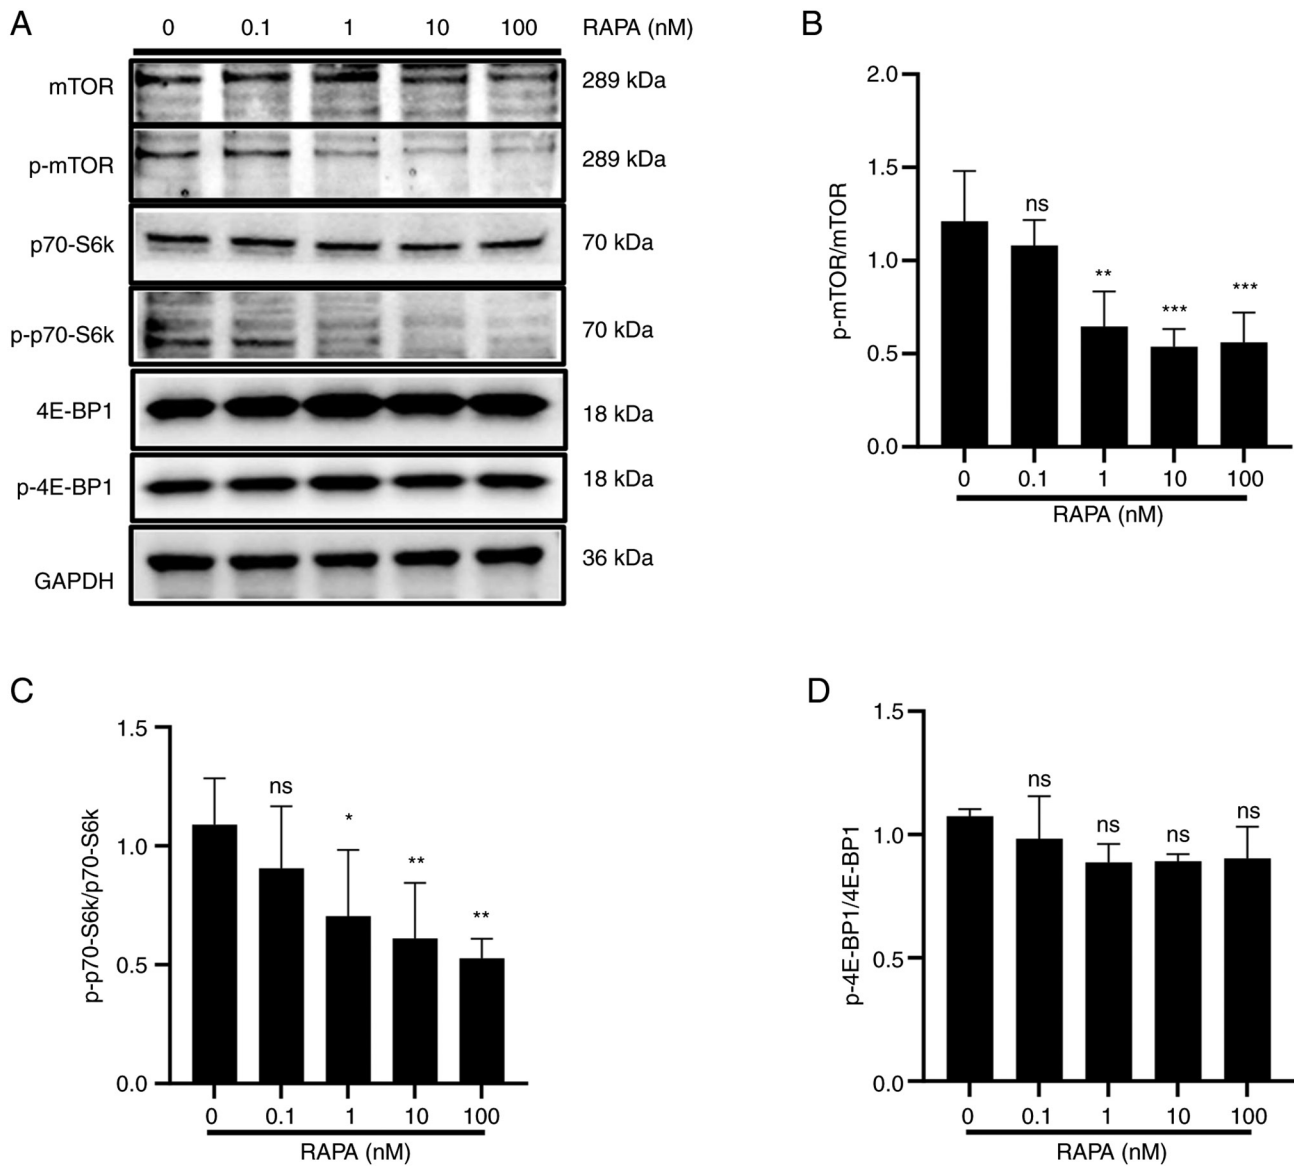 A
0 0.1 1 10 100 RAPA (nM)
mTOR 289 kDa
p-mTOR 289 kDa
p70-S6k 70 kDa
p-p70-S6k 70 kDa
4E-BP1 18 kDa
p-4E-BP1 18 kDa
GAPDH 36 kDa
B
p-mTOR/mTOR
2.0
1.5
1.0
0.5
0.0
ns ** *** ***
0 0.1 1 10 100
RAPA (nM)
C
p-p70-S6k/p70-S6k
1.5
1.0
0.5
0.0
ns * ** **
0 0.1 1 10 100
RAPA (nM)
D
p-4E-BP1/4E-BP1
1.5
1.0
0.5
0.0
ns ns ns ns
0 0.1 1 10 100
RAPA (nM)